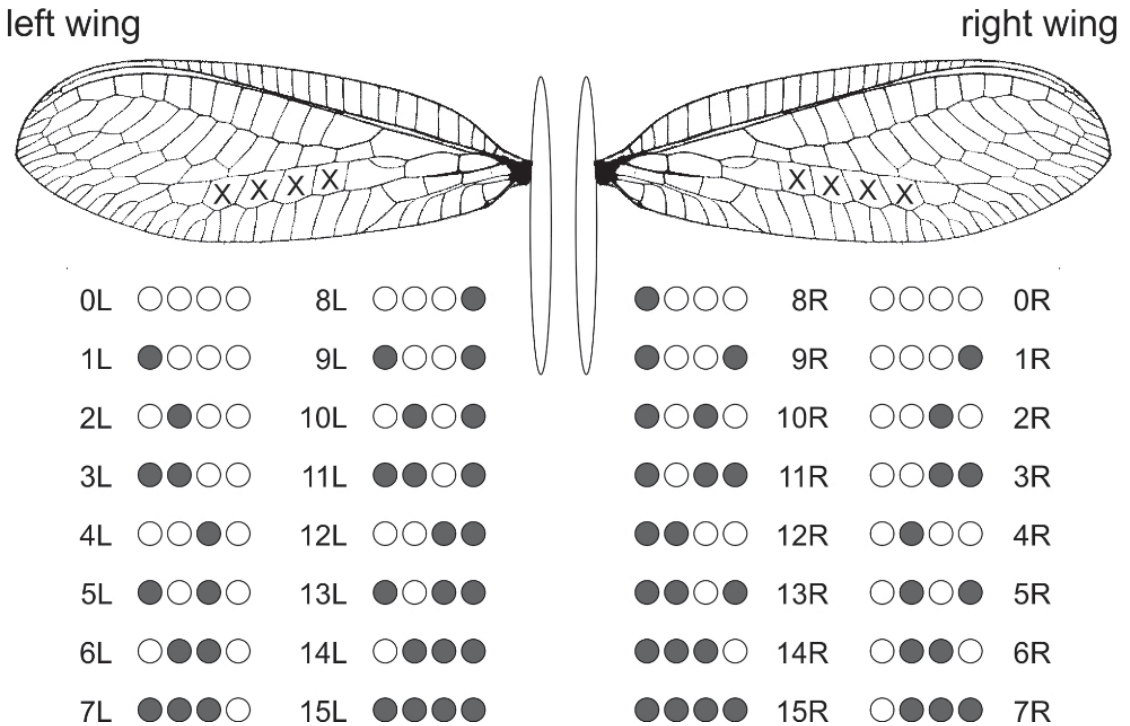 left wing right wing
X X X X X X X X
0L 8L 8R 0R
1L 9L 9R 1R
2L 10L 10R 2R
3L 11L 11R 3R
4L 12L 12R 4R
5L 13L 13R 5R
6L 14L 14R 6R
7L 15L 15R 7R